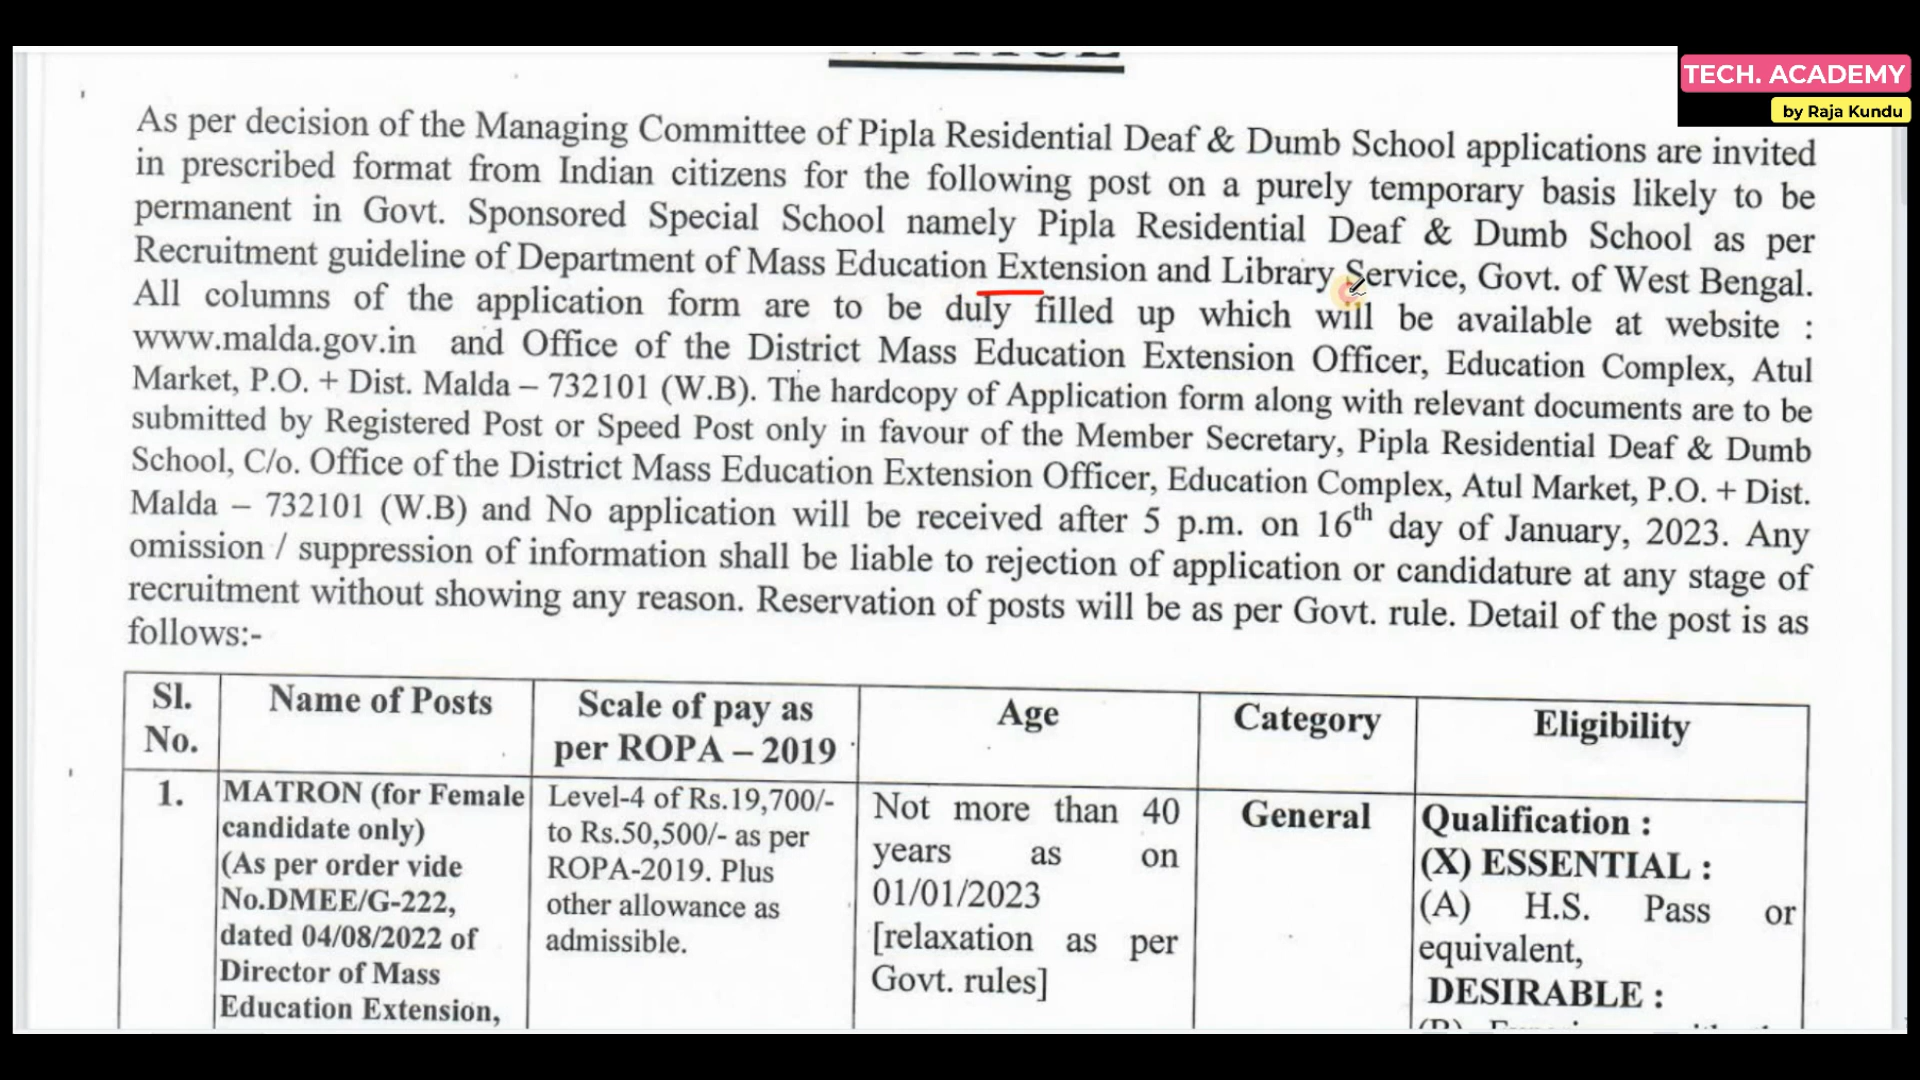 TECH. ACADEMY
by Raja Kundu
As per decision of the Managing Committee of Pipla Residential Deaf & Dumb School applications are invited
in prescribed format from Indian citizens for the following post on a purely temporary basis likely to be
permanent in Govt. Sponsored Special School namely Pipla Residential Deaf & Dumb School as per
Recruitment guideline of Department of Mass Education Extension and Library Service, Govt. of West Bengal.
All columns of the application form are to be duly filled up which will be available at website :
www.malda.gov.in and Office of the District Mass Education Extension Officer, Education Complex, Atul
Market, P.O. + Dist. Malda – 732101 (W.B). The hardcopy of Application form along with relevant documents are to be
submitted by Registered Post or Speed Post only in favour of the Member Secretary, Pipla Residential Deaf & Dumb
School, C/o. Office of the District Mass Education Extension Officer, Education Complex, Atul Market, P.O. + Dist.
Malda – 732101 (W.B) and No application will be received after 5 p.m. on 16th day of January, 2023. Any
omission / suppression of information shall be liable to rejection of application or candidature at any stage of
recruitment without showing any reason. Reservation of posts will be as per Govt. rule. Detail of the post is as
follows:-
Sl.
No.
Name of Posts
Scale of pay as
per ROPA – 2019
Age
Category
Eligibility
1.
MATRON (for Female
candidate only)
(As per order vide
No.DMEE/G-222,
dated 04/08/2022 of
Director of Mass
Education Extension,
Level-4 of Rs.19,700/-
to Rs.50,500/- as per
ROPA-2019. Plus
other allowance as
admissible.
Not more than 40
years as on
01/01/2023
[relaxation as per
Govt. rules]
General
Qualification :
(X) ESSENTIAL :
(A) H.S. Pass or
equivalent,
DESIRABLE :